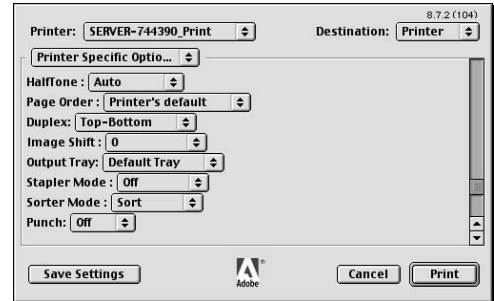 8.7.2 (104)
Printer: SERVER-744390_Print Destination: Printer
Printer Specific Optio...
Halftone : Auto
Page Order : Printer's default
Duplex: Top-Bottom
Image Shift : 0
Output Tray: Default Tray
Stapler Mode : Off
Sorter Mode : Sort
Punch: Off
Save Settings Adobe ® Cancel Print